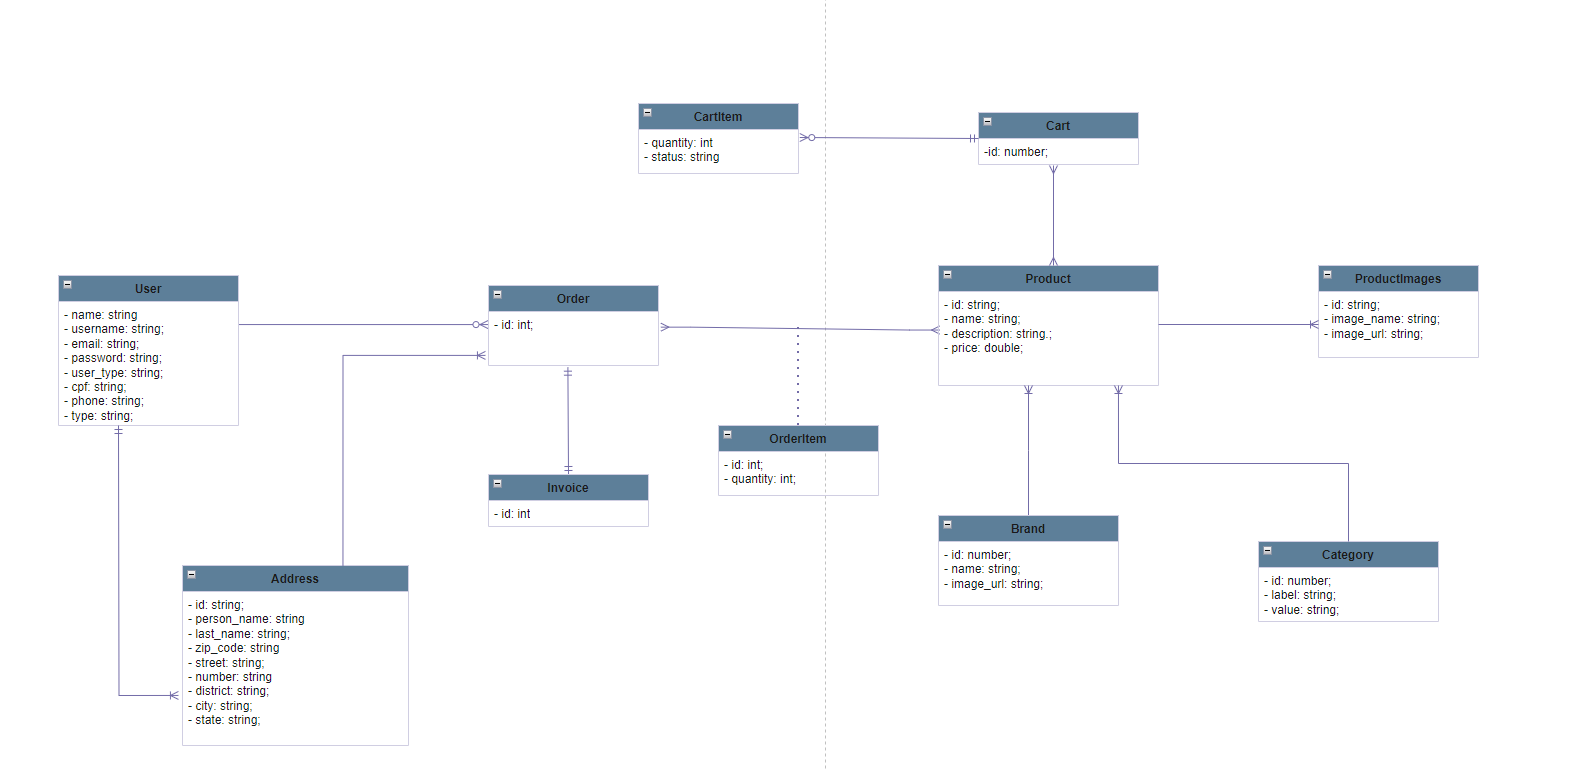 CartItem
- quantity: int
- status: string
Cart
-id: number;
User
- name: string
- username: string;
- email: string;
- password: string;
- user_type: string;
- cpf: string;
- phone: string;
- type: string;
Order
- id: int;
Product
- id: string;
- name: string;
- description: string.;
- price: double;
ProductImages
- id: string;
- image_name: string;
- image_url: string;
OrderItem
- id: int;
- quantity: int;
Invoice
- id: int
Brand
- id: number;
- name: string;
- image_url: string;
Category
- id: number;
- label: string;
- value: string;
Address
- id: string;
- person_name: string
- last_name: string;
- zip_code: string
- street: string;
- number: string
- district: string;
- city: string;
- state: string;